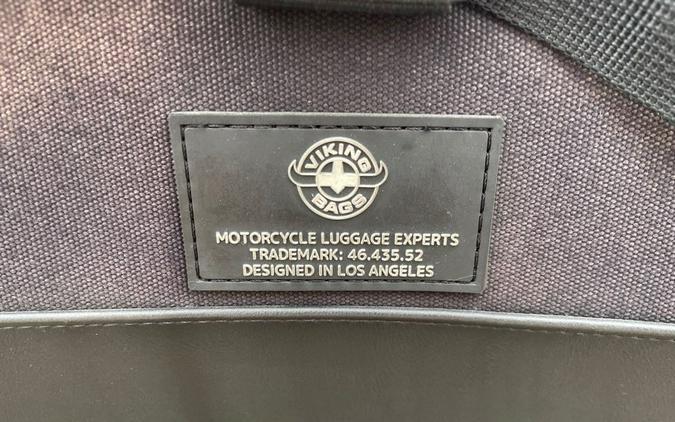 VIKING
BAGS
MOTORCYCLE LUGGAGE EXPERTS
TRADEMARK: 46.435.52
DESIGNED IN LOS ANGELES